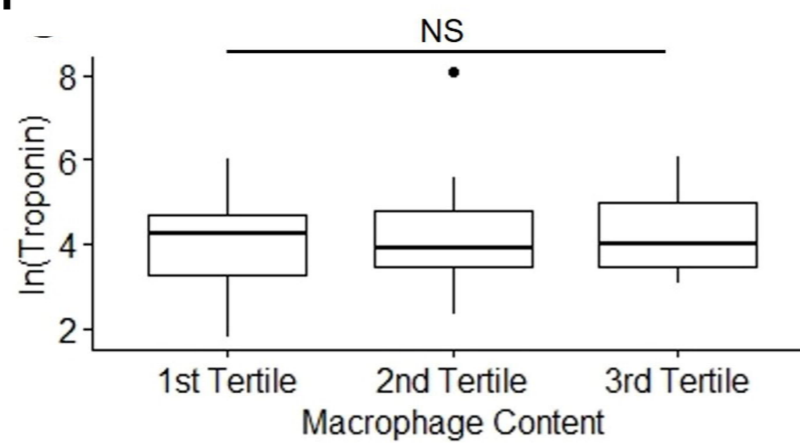 NS
ln(Troponin)
8
6
4
2
1st Tertile 2nd Tertile 3rd Tertile
Macrophage Content